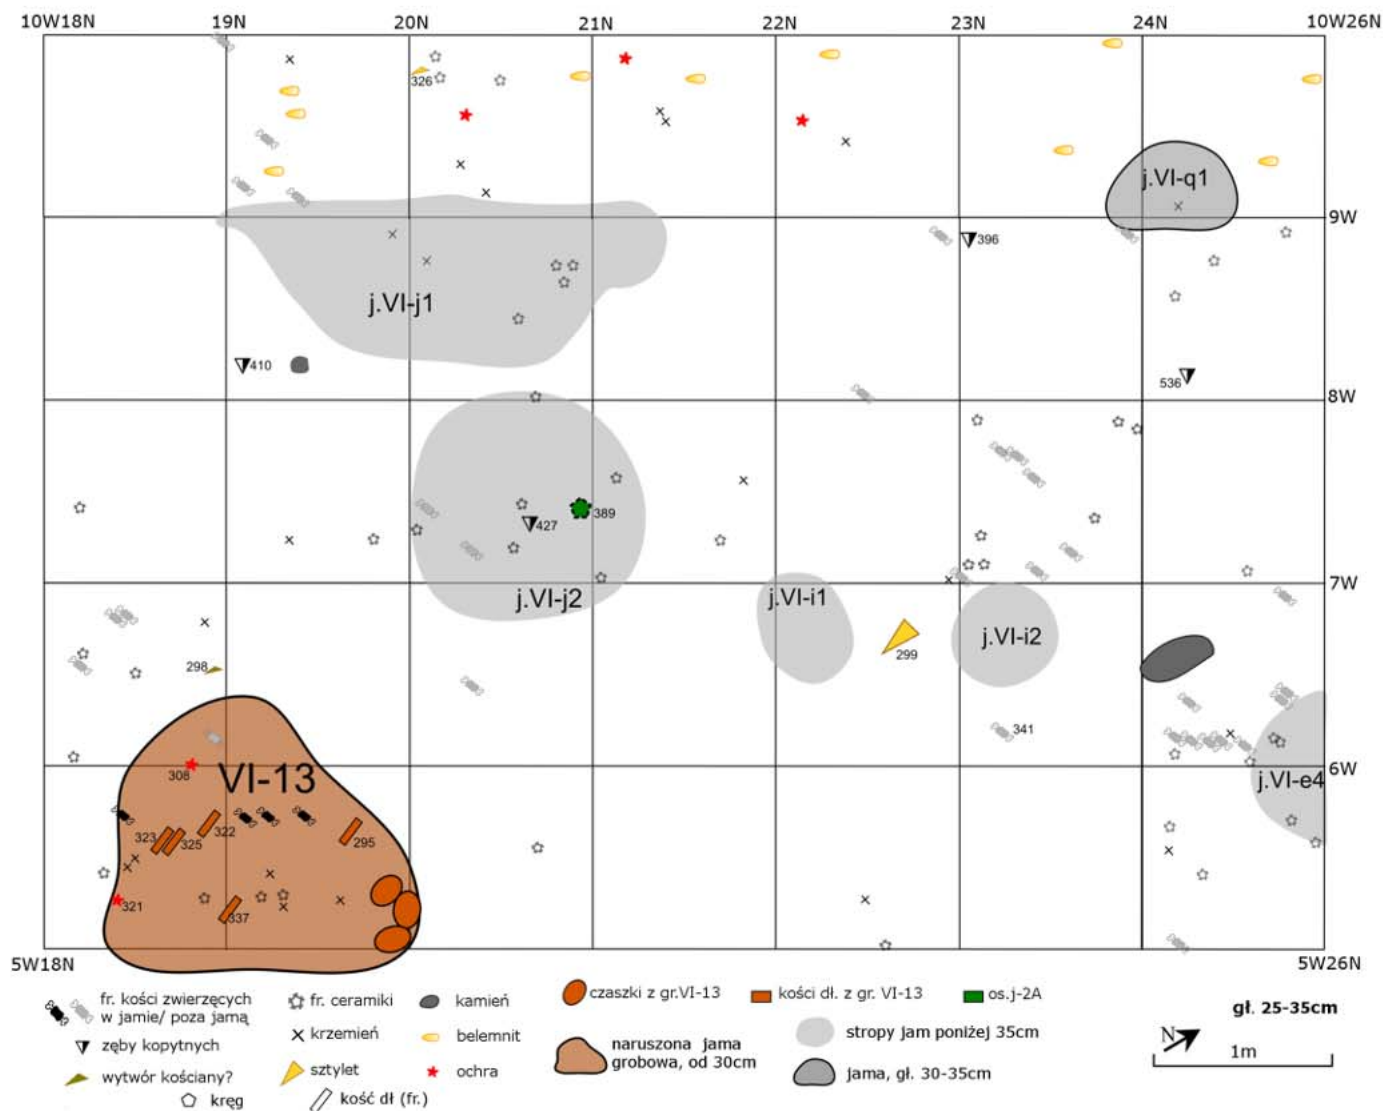 10W18N 19N 20N 21N 22N 23N 24N 10W26N
326
j.VI-q1
9W
396
j.VI-j1
410
536
8W
427 389
7W
j.VI-j2 j.VI-i1
j.VI-i2
298 299
341
308 VI-13 6W
j.VI-e4
323 325 322 295
321 337
5W18N 5W26N
fr. kości zwierzęcych
w jamie/ poza jamą
zęby kopytnych
wytwór kościany?
kręg
fr. ceramiki
krzemień
sztylet
kość dł (fr.)
kamień
belemnit
ochra
czaszki z gr.VI-13
kości dł. z gr. VI-13
os.j-2A
naruszona jama
grobowa, od 30cm
stropy jam poniżej 35cm
jama, gł. 30-35cm
gł. 25-35cm
N
1m